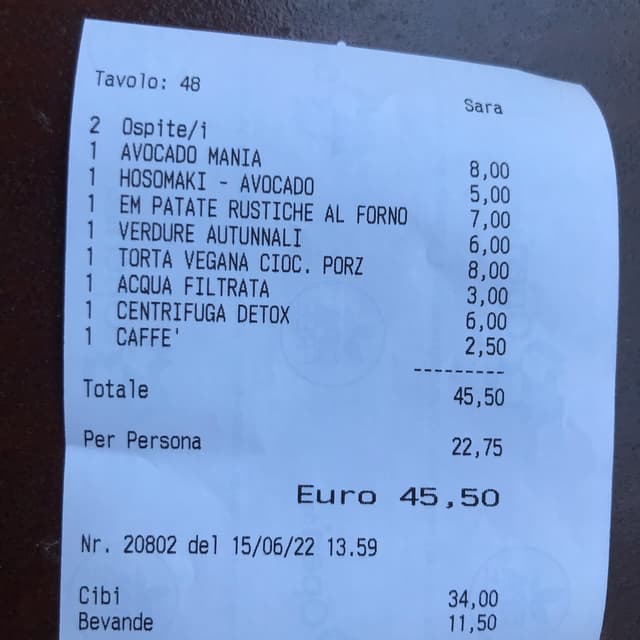 Tavolo: 48
Sara
2 Ospite/i
1 AVOCADO MANIA 8,00
1 HOSOMAKI - AVOCADO 5,00
1 EM PATATE RUSTICHE AL FORNO 7,00
1 VERDURE AUTUNNALI 6,00
1 TORTA VEGANA CIOC. PORZ 8,00
1 ACQUA FILTRATA 3,00
1 CENTRIFUGA DETOX 6,00
1 CAFFE' 2,50
---------
Totale 45,50
Per Persona 22,75
Euro 45,50
Nr. 20802 del 15/06/22 13.59
Cibi 34,00
Bevande 11,50